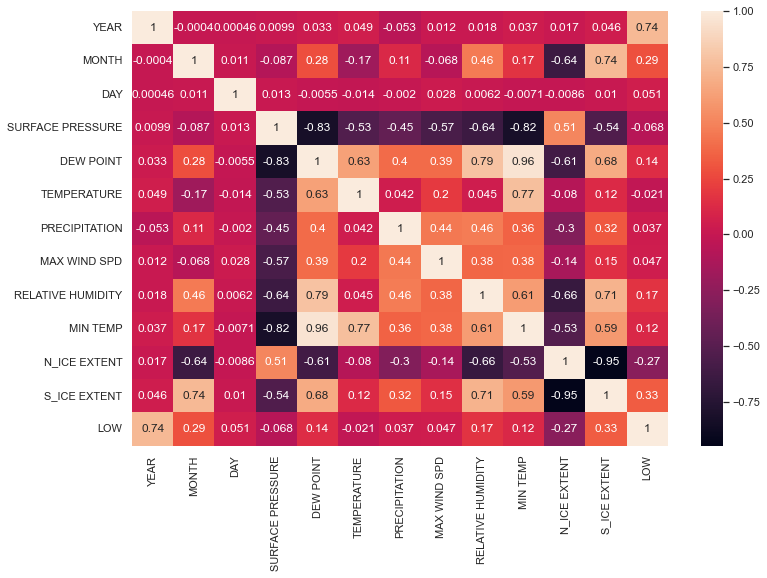 YEAR 1 -0.0004 0.00046 0.0099 0.033 0.049 -0.053 0.012 0.018 0.037 0.017 0.046 0.74
MONTH -0.0004 1 0.011 -0.087 0.28 -0.17 0.11 -0.068 0.46 0.17 -0.64 0.74 0.29
DAY 0.00046 0.011 1 0.013 -0.0055 -0.014 -0.002 0.028 0.0062 -0.0071 -0.0086 0.01 0.051
SURFACE PRESSURE 0.0099 -0.087 0.013 1 -0.83 -0.53 -0.45 -0.57 -0.64 -0.82 0.51 -0.54 -0.068
DEW POINT 0.033 0.28 -0.0055 -0.83 1 0.63 0.4 0.39 0.79 0.96 -0.61 0.68 0.14
TEMPERATURE 0.049 -0.17 -0.014 -0.53 0.63 1 0.042 0.2 0.045 0.77 -0.08 0.12 -0.021
PRECIPITATION -0.053 0.11 -0.002 -0.45 0.4 0.042 1 0.44 0.46 0.36 -0.3 0.32 0.037
MAX WIND SPD 0.012 -0.068 0.028 -0.57 0.39 0.2 0.44 1 0.38 0.38 -0.14 0.15 0.047
RELATIVE HUMIDITY 0.018 0.46 0.0062 -0.64 0.79 0.045 0.46 0.38 1 0.61 -0.66 0.71 0.17
MIN TEMP 0.037 0.17 -0.0071 -0.82 0.96 0.77 0.36 0.38 0.61 1 -0.53 0.59 0.12
N_ICE EXTENT 0.017 -0.64 -0.0086 0.51 -0.61 -0.08 -0.3 -0.14 -0.66 -0.53 1 -0.95 -0.27
S_ICE EXTENT 0.046 0.74 0.01 -0.54 0.68 0.12 0.32 0.15 0.71 0.59 -0.95 1 0.33
LOW 0.74 0.29 0.051 -0.068 0.14 -0.021 0.037 0.047 0.17 0.12 -0.27 0.33 1
YEAR
MONTH
DAY
SURFACE PRESSURE
DEW POINT
TEMPERATURE
PRECIPITATION
MAX WIND SPD
RELATIVE HUMIDITY
MIN TEMP
N_ICE EXTENT
S_ICE EXTENT
LOW
1.00
0.75
0.50
0.25
0.00
−0.25
−0.50
−0.75